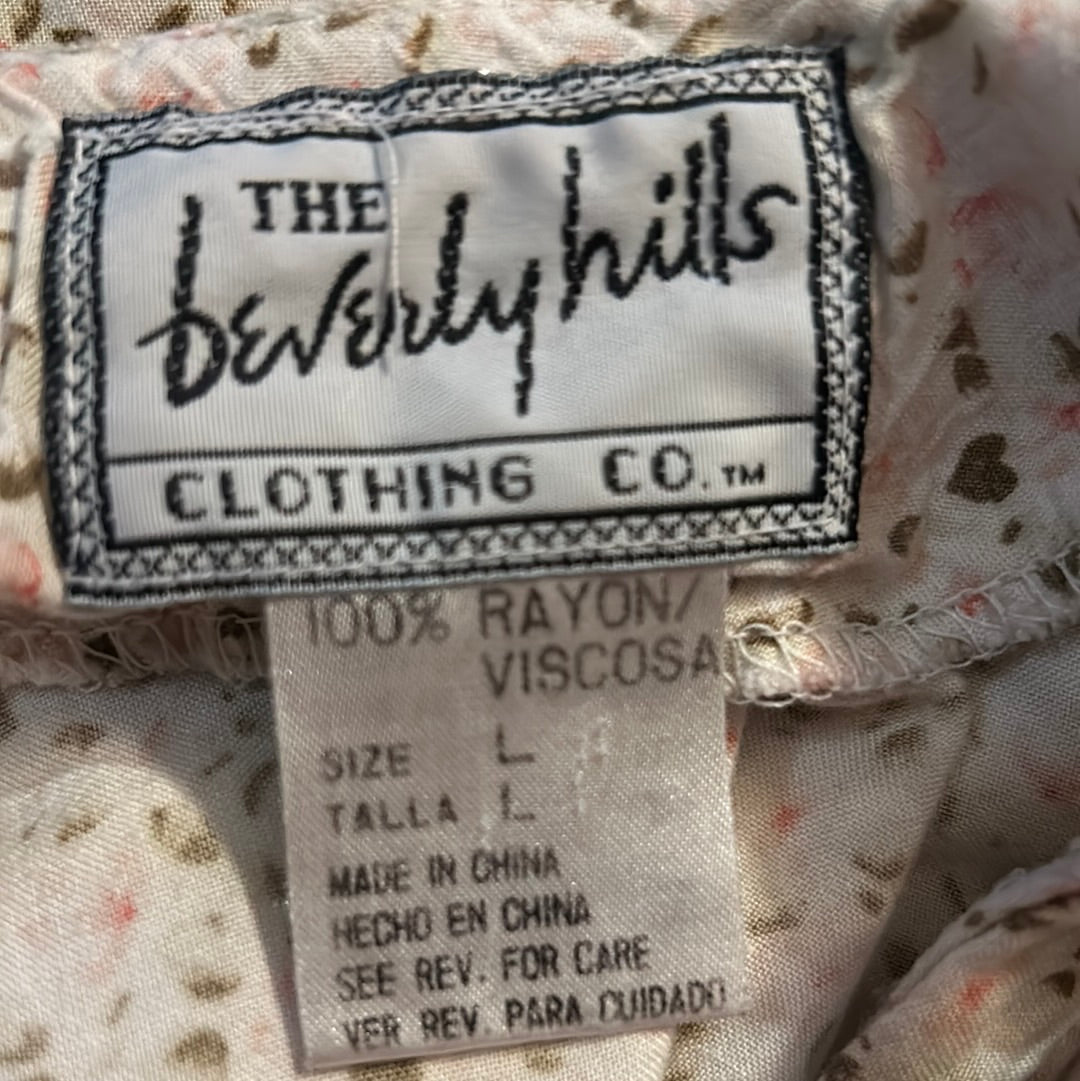 THE
beverly hills
CLOTHING CO.™
100% RAYON/
VISCOSA
SIZE L
TALLA L
MADE IN CHINA
HECHO EN CHINA
SEE REV. FOR CARE
VER REV. PARA CUIDADO